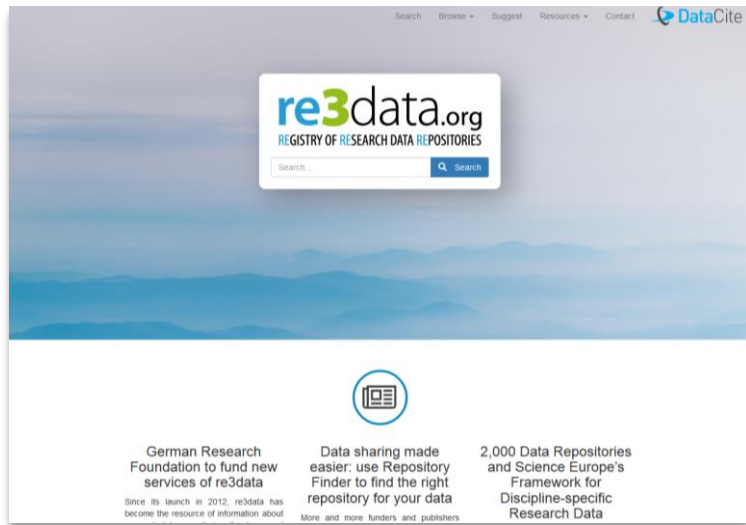 Search Browse Suggest Resources Contact DataCite
re3data.org
REGISTRY OF RESEARCH DATA REPOSITORIES
Search... Search
German Research
Foundation to fund new
services of re3data
Since its launch in 2012, re3data has
become the resource of information about
Data sharing made
easier: use Repository
Finder to find the right
repository for your data
More and more funders and publishers
2,000 Data Repositories
and Science Europe's
Framework for
Discipline-specific
Research Data